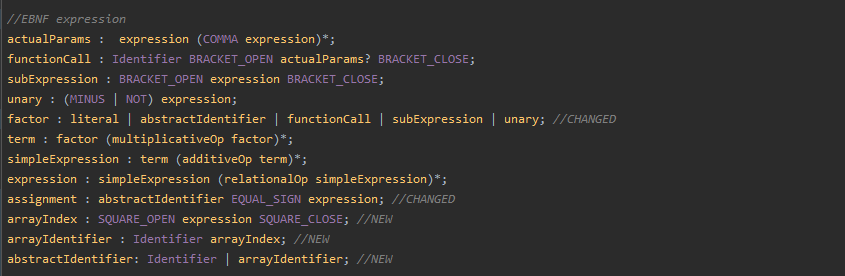 //EBNF expression
actualParams :  expression (COMMA expression)*;
functionCall : Identifier BRACKET_OPEN actualParams? BRACKET_CLOSE;
subExpression : BRACKET_OPEN expression BRACKET_CLOSE;
unary : (MINUS | NOT) expression;
factor : literal | abstractIdentifier | functionCall | subExpression | unary; //CHANGED
term : factor (multiplicativeOp factor)*;
simpleExpression : term (additiveOp term)*;
expression : simpleExpression (relationalOp simpleExpression)*;
assignment : abstractIdentifier EQUAL_SIGN expression; //CHANGED
arrayIndex : SQUARE_OPEN expression SQUARE_CLOSE; //NEW
arrayIdentifier : Identifier arrayIndex; //NEW
abstractIdentifier: Identifier | arrayIdentifier; //NEW